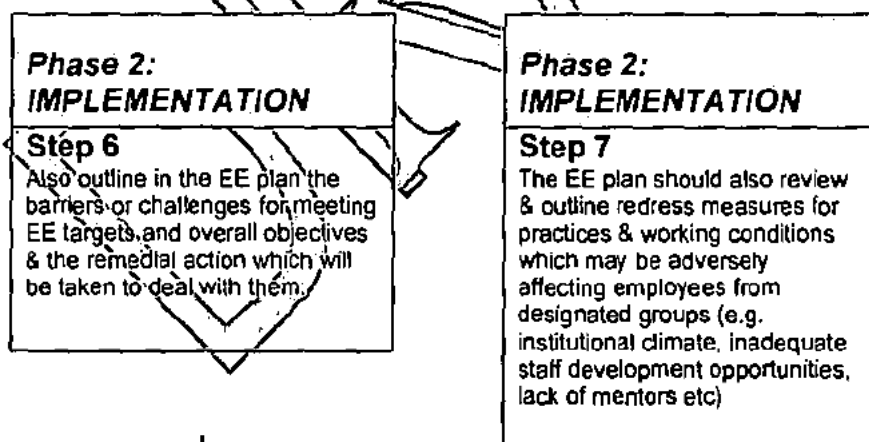 Phase 2:
IMPLEMENTATION
Step 6
Also outline in the EE plan the
barriers or challenges for meeting
EE targets and overall objectives
& the remedial action which will
be taken to deal with them.
Phase 2:
IMPLEMENTATION
Step 7
The EE plan should also review
& outline redress measures for
practices & working conditions
which may be adversely
affecting employees from
designated groups (e.g.
institutional climate, inadequate
staff development opportunities,
lack of mentors etc)